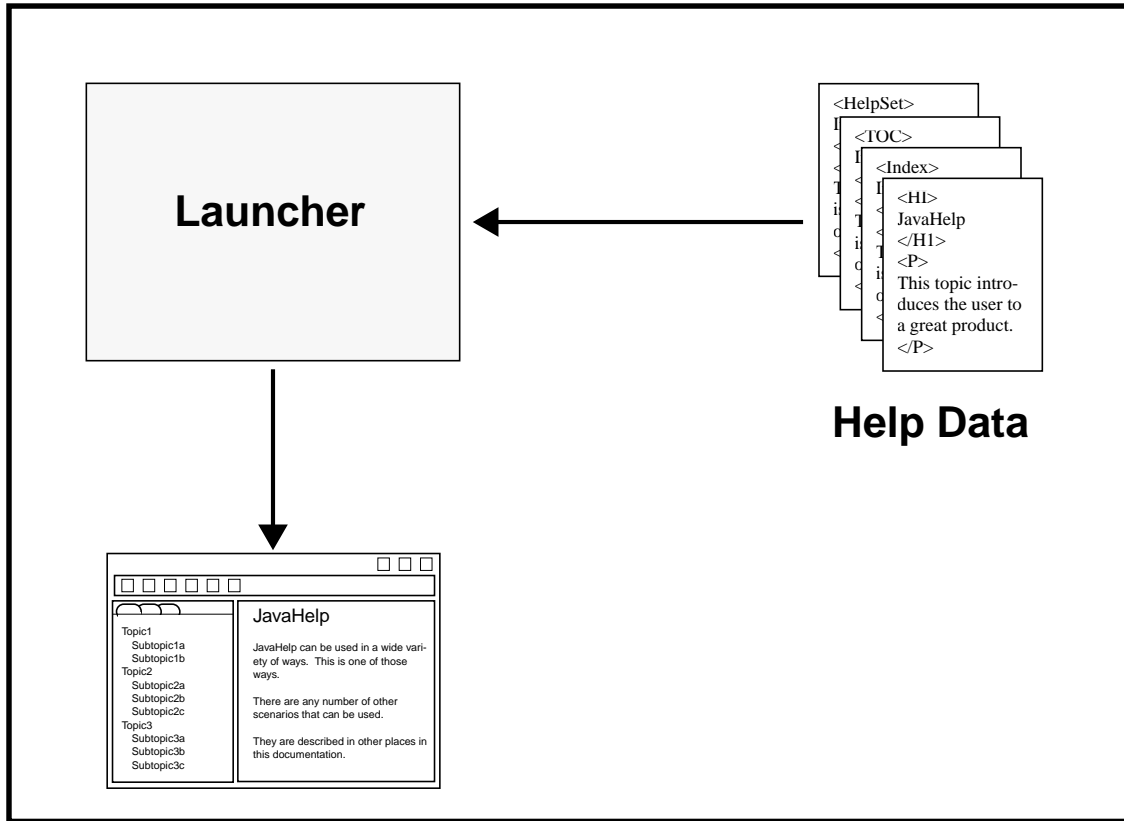 Launcher
<HelpSet>
<TOC>
<Index>
<H1>
JavaHelp
</H1>
<P>
This topic intro-
duces the user to
a great product.
</P>
Help Data
JavaHelp
JavaHelp can be used in a wide vari-
ety of ways. This is one of those
ways.
There are any number of other
scenarios that can be used.
They are described in other places in
this documentation.
Topic1
Subtopic1a
Subtopic1b
Topic2
Subtopic2a
Subtopic2b
Subtopic2c
Topic3
Subtopic3a
Subtopic3b
Subtopic3c